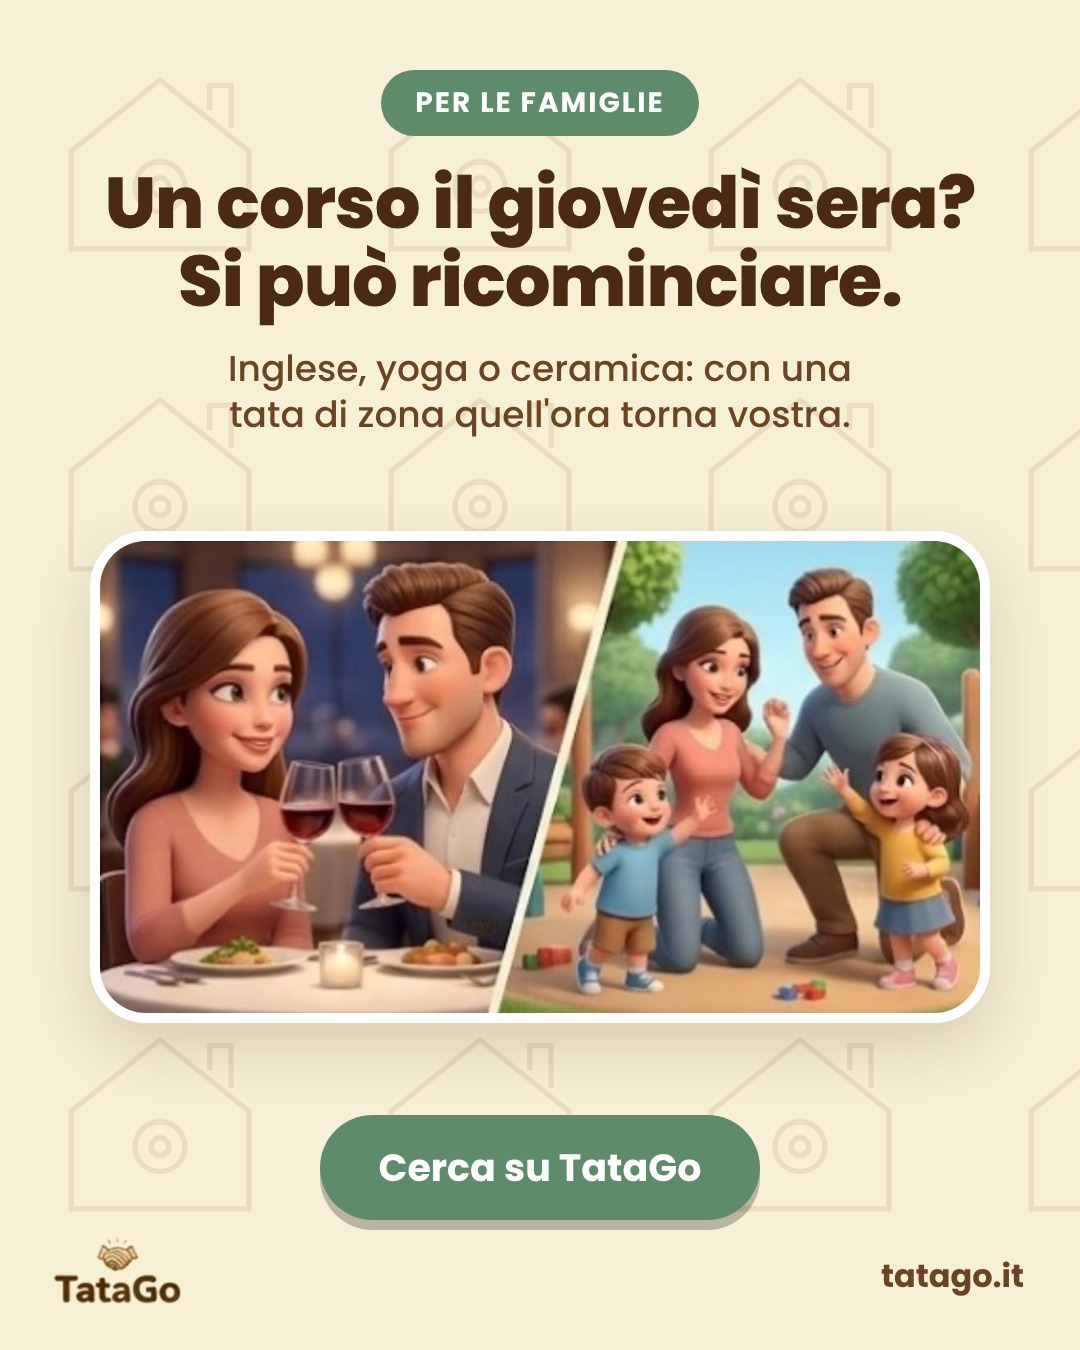 PER LE FAMIGLIE
Un corso il giovedì sera?
Si può ricominciare.
Inglese, yoga o ceramica: con una
tata di zona quell'ora torna vostra.
Cerca su TataGo
TataGo
tatago.it